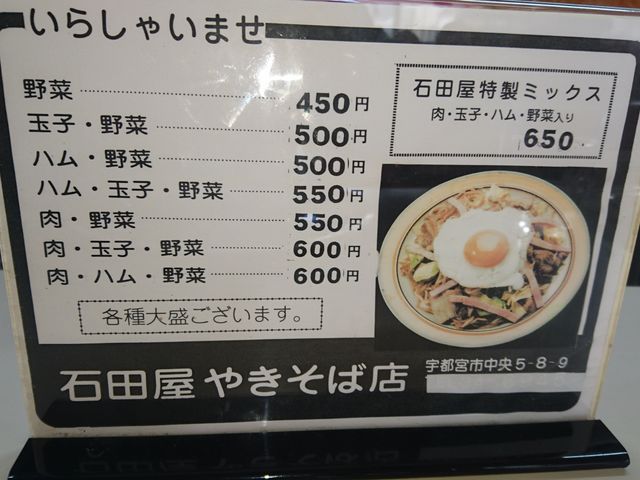 いらしゃいませ
野菜 450円
玉子・野菜 500円
ハム・野菜 500円
ハム・玉子・野菜 550円
肉・野菜 550円
肉・玉子・野菜 600円
肉・ハム・野菜 600円
各種大盛ございます。
石田屋特製ミックス
肉・玉子・ハム・野菜入り
650
石田屋 やきそば店
宇都宮市中央5-8-9